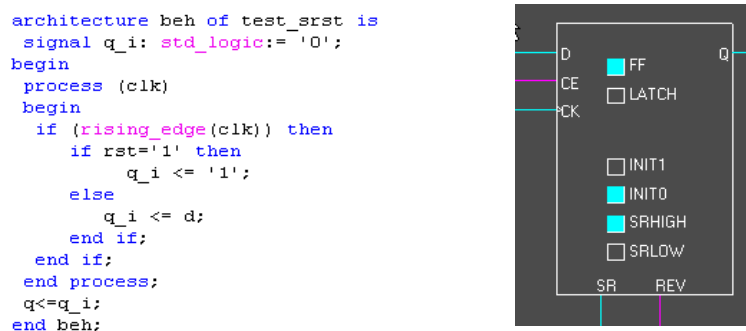 architecture beh of test_srst is
signal q_i: std_logic:= '0';
begin
process (clk)
begin
if (rising_edge(clk)) then
if rst='1' then
q_i <= '1';
else
q_i <= d;
end if;
end if;
end process;
q<=q_i;
end beh;
D
Q
FF
CE
LATCH
CK
INIT1
INIT0
SRHIGH
SRLOW
SR REV